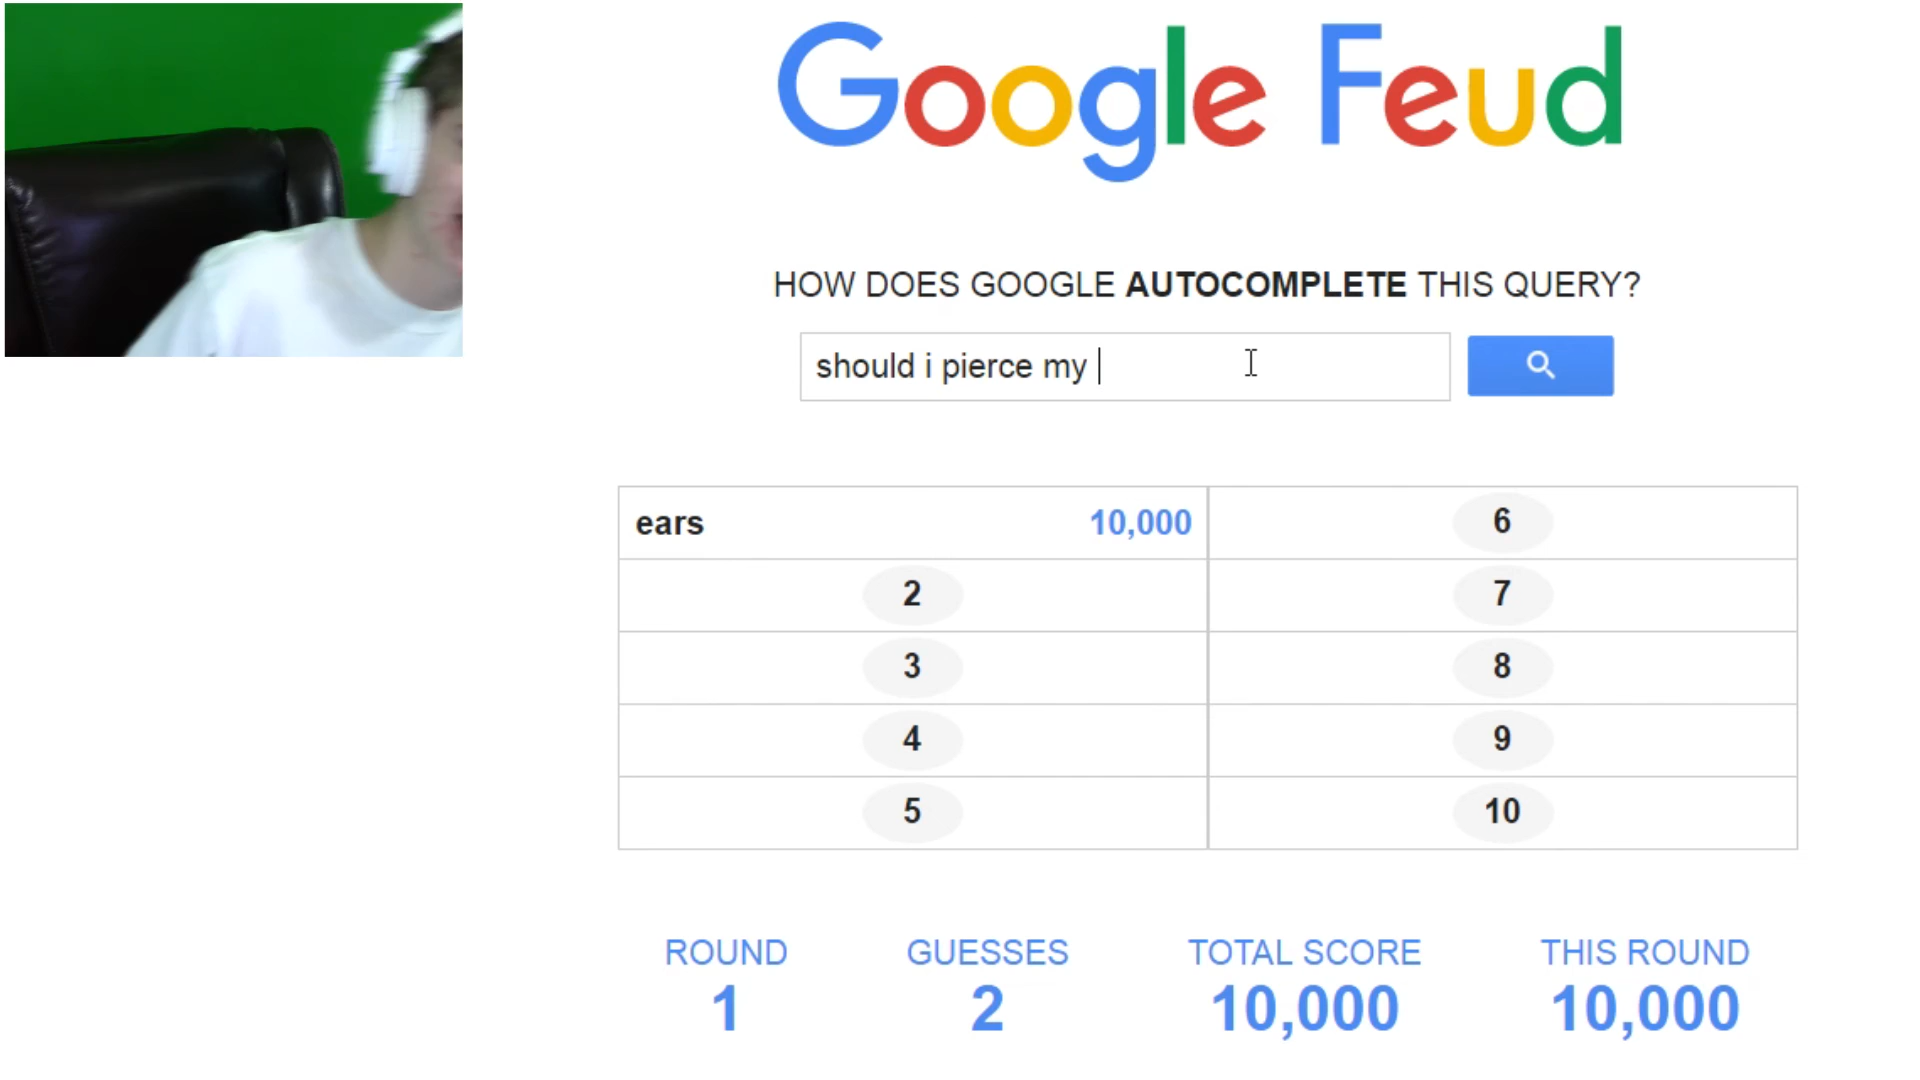 Google Feud
HOW DOES GOOGLE AUTOCOMPLETE THIS QUERY?
should i pierce my
ears 10,000 6
2 7
3 8
4 9
5 10
ROUND GUESSES TOTAL SCORE THIS ROUND
1 2 10,000 10,000